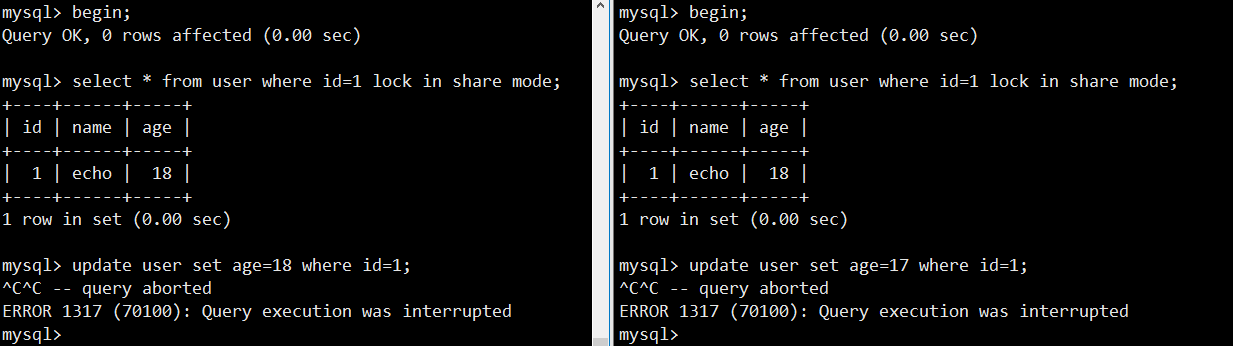 mysql> begin;
Query OK, 0 rows affected (0.00 sec)

mysql> select * from user where id=1 lock in share mode;
+----+------+-----+
| id | name | age |
+----+------+-----+
|  1 | echo |  18 |
+----+------+-----+
1 row in set (0.00 sec)

mysql> update user set age=18 where id=1;
^C^C -- query aborted
ERROR 1317 (70100): Query execution was interrupted
mysql>
mysql> begin;
Query OK, 0 rows affected (0.00 sec)

mysql> select * from user where id=1 lock in share mode;
+----+------+-----+
| id | name | age |
+----+------+-----+
|  1 | echo |  18 |
+----+------+-----+
1 row in set (0.00 sec)

mysql> update user set age=17 where id=1;
^C^C -- query aborted
ERROR 1317 (70100): Query execution was interrupted
mysql>